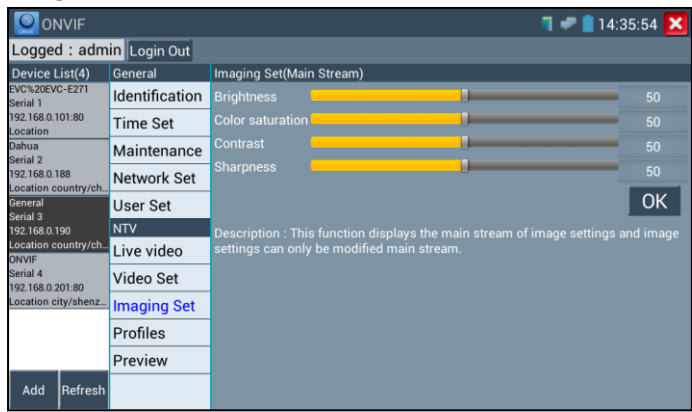 ONVIF
14:35:54
Logged : admin Login Out
Device List(4)
EVC%20EVC-E271
Serial 1
192.168.0.101:80
Location
Dahua
Serial 2
192.168.0.188
Location country/ch...
General
Serial 3
192.168.0.190
Location country/ch...
ONVIF
Serial 4
192.168.0.201:80
Location city/shenz...
Add Refresh
General
Identification
Time Set
Maintenance
Network Set
User Set
NTV
Live video
Video Set
Imaging Set
Profiles
Preview
Imaging Set(Main Stream)
Brightness 50
Color saturation 50
Contrast 50
Sharpness 50
OK
Description : This function displays the main stream of image settings and image
settings can only be modified main stream.